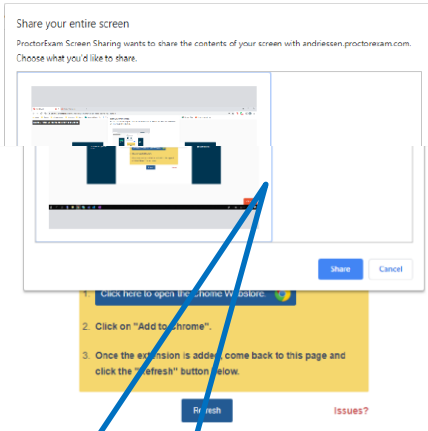 Share your entire screen
ProctorExam Screen Sharing wants to share the contents of your screen with andriessen.proctorexam.com.
Choose what you'd like to share.
Share
Cancel
1. Click here to open the Chome Webstore.
2. Click on "Add to Chrome".
3. Once the extension is added, come back to this page and
click the "Refresh" button below.
Refresh
Issues?